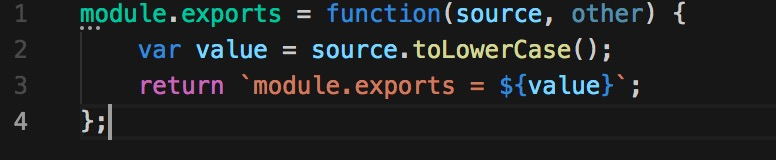 1 module.exports = function(source, other) {
2     var value = source.toLowerCase();
3     return `module.exports = ${value}`;
4 };